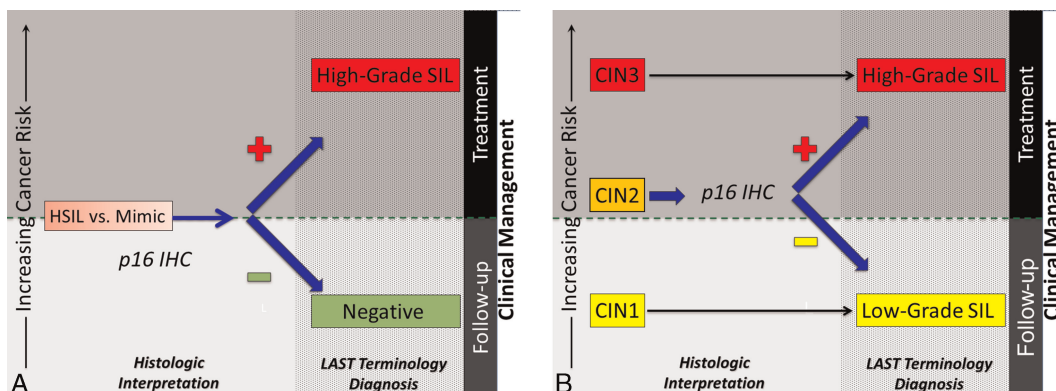 Increasing Cancer Risk
High-Grade SIL
HSIL vs. Mimic
p16 IHC
Negative
Histologic
Interpretation
LAST Terminology
Diagnosis
Treatment
Follow-up
Clinical Management
A
Increasing Cancer Risk
CIN3
High-Grade SIL
CIN2
p16 IHC
CIN1
Low-Grade SIL
Histologic
Interpretation
LAST Terminology
Diagnosis
Treatment
Follow-up
Clinical Management
B